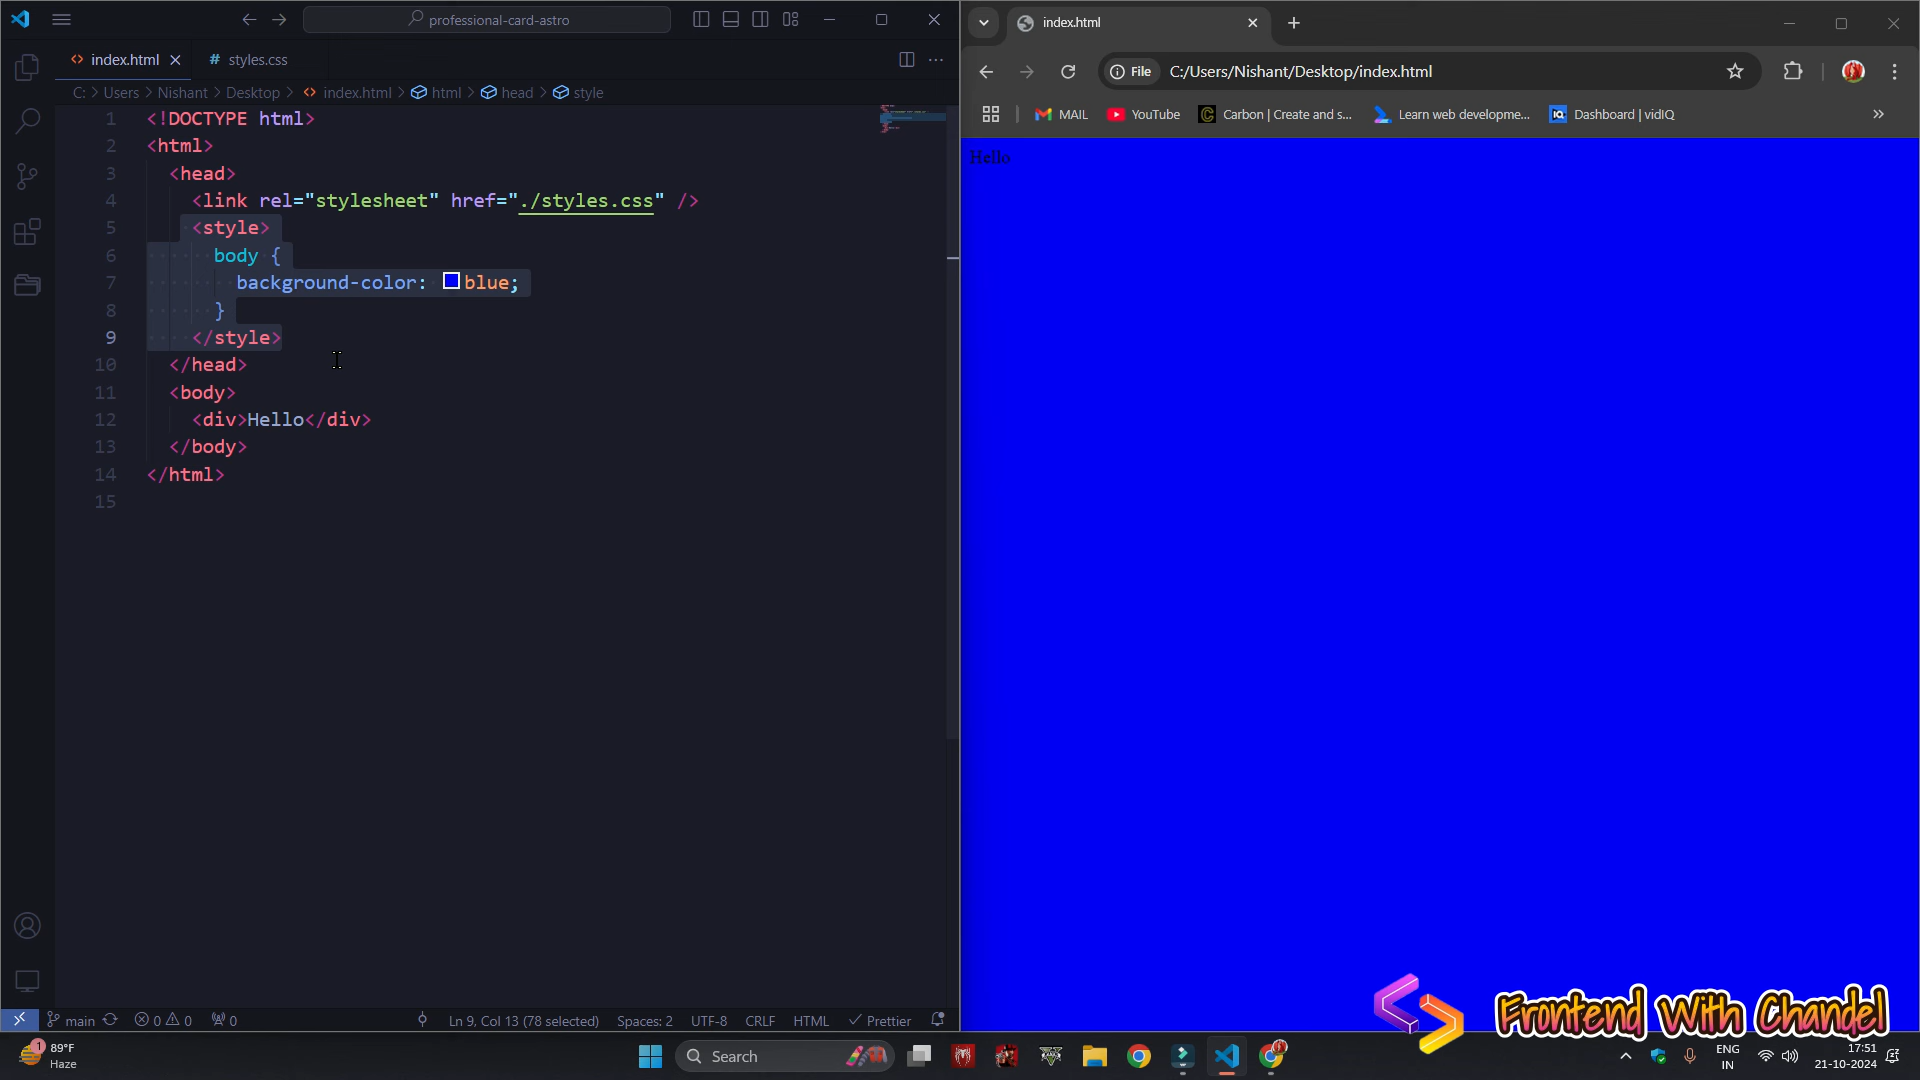 professional-card-astro
index.html
styles.css
C: > Users > Nishant > Desktop > index.html > html > head > style
1 <!DOCTYPE html>
2 <html>
3 <head>
4 <link rel="stylesheet" href="./styles.css" />
5 <style>
6 body {
7 background-color: blue;
8 }
9 </style>
10 </head>
11 <body>
12 <div>Hello</div>
13 </body>
14 </html>
15
main 0 0 0 Ln 9, Col 13 (78 selected) Spaces: 2 UTF-8 CRLF HTML Prettier
index.html
File C:/Users/Nishant/Desktop/index.html
MAIL YouTube Carbon | Create and s... Learn web developme... Dashboard | vidIQ
Hello
Frontend With Chandel
1 89°F
Haze
Search
ENG
IN
17:51
21-10-2024